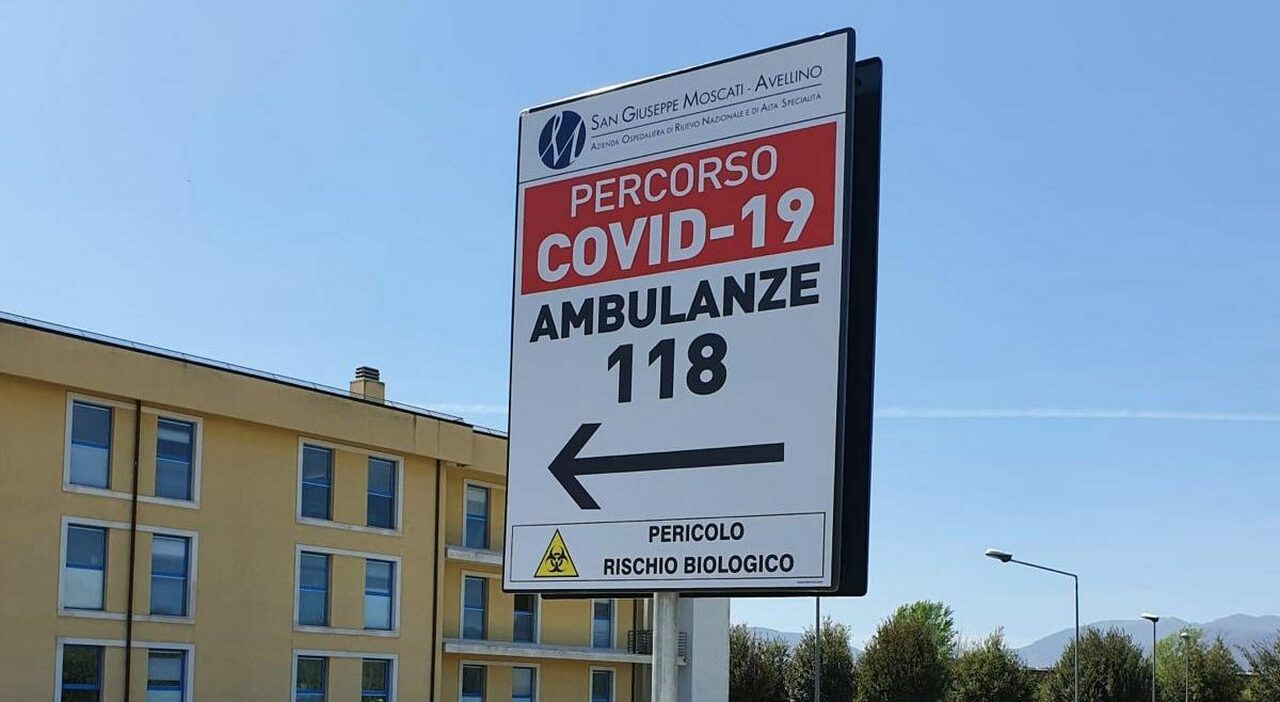 SAN GIUSEPPE MOSCATI - AVELLINO
AZIENDA OSPEDALIERA DI RILIEVO NAZIONALE E DI ALTA SPECIALITÀ
PERCORSO
COVID-19
AMBULANZE
118
PERICOLO
RISCHIO BIOLOGICO